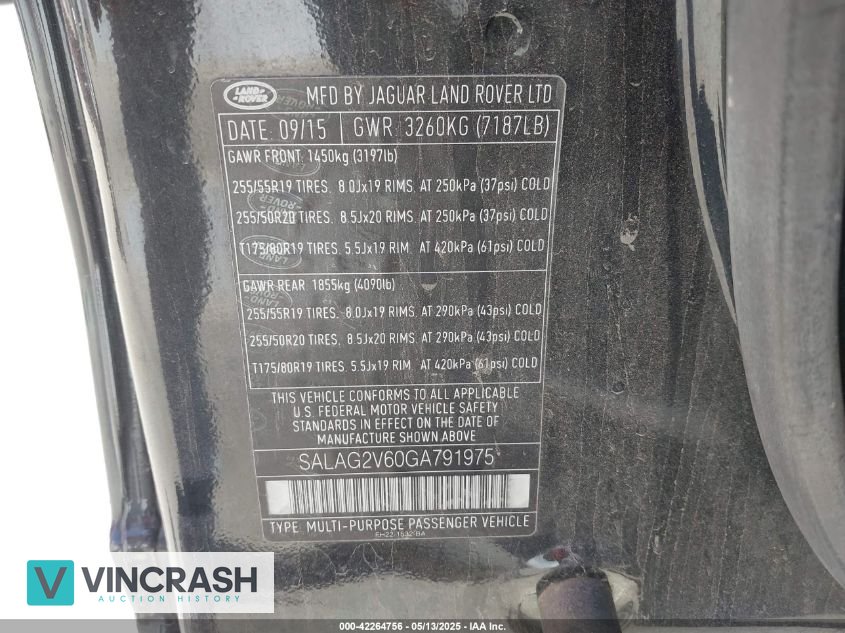 LAND ROVER
MFD BY JAGUAR LAND ROVER LTD
DATE 09/15 GWR 3260KG (7187LB)
GAWR FRONT 1450kg (3197lb)
255/55R19 TIRES. 8.0Jx19 RIMS. AT 250kPa (37psi) COLD
255/50R20 TIRES. 8.5Jx20 RIMS. AT 250kPa (37psi) COLD
T175/80R19 TIRES. 5.5Jx19 RIM. AT 420kPa (61psi) COLD
GAWR REAR 1855kg (4090lb)
255/55R19 TIRES. 8.0Jx19 RIMS. AT 290kPa (43psi) COLD
255/50R20 TIRES. 8.5Jx20 RIMS. AT 290kPa (43psi) COLD
T175/80R19 TIRES. 5.5Jx19 RIM. AT 420kPa (61psi) COLD
THIS VEHICLE CONFORMS TO ALL APPLICABLE
U.S. FEDERAL MOTOR VEHICLE SAFETY
STANDARDS IN EFFECT ON THE DATE OF
MANUFACTURE SHOWN ABOVE
SALAG2V60GA791975
TYPE: MULTI-PURPOSE PASSENGER VEHICLE
EH22-1532-BA
VINCRASH
AUCTION HISTORY
000-42264756 — 05/13/2025 — IAA Inc.